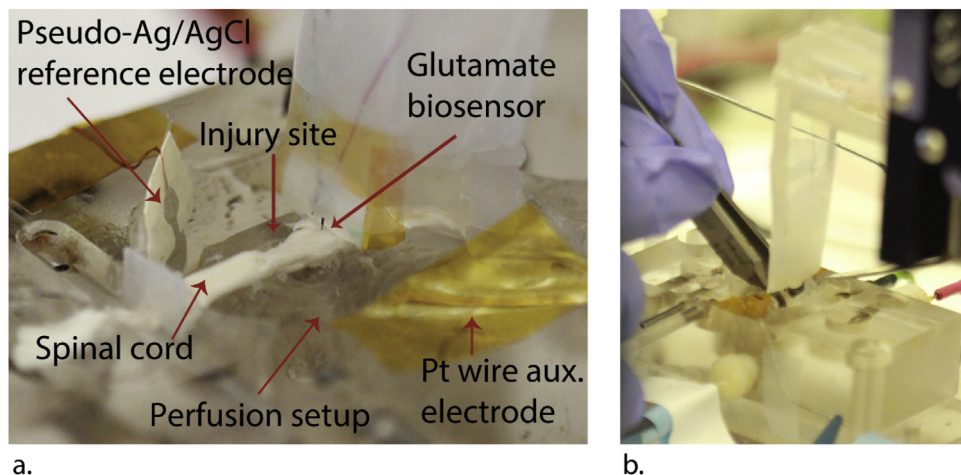 Pseudo-Ag/AgCl
reference electrode
Glutamate
biosensor
Injury site
Spinal cord
Perfusion setup
Pt wire aux.
electrode
a.
b.